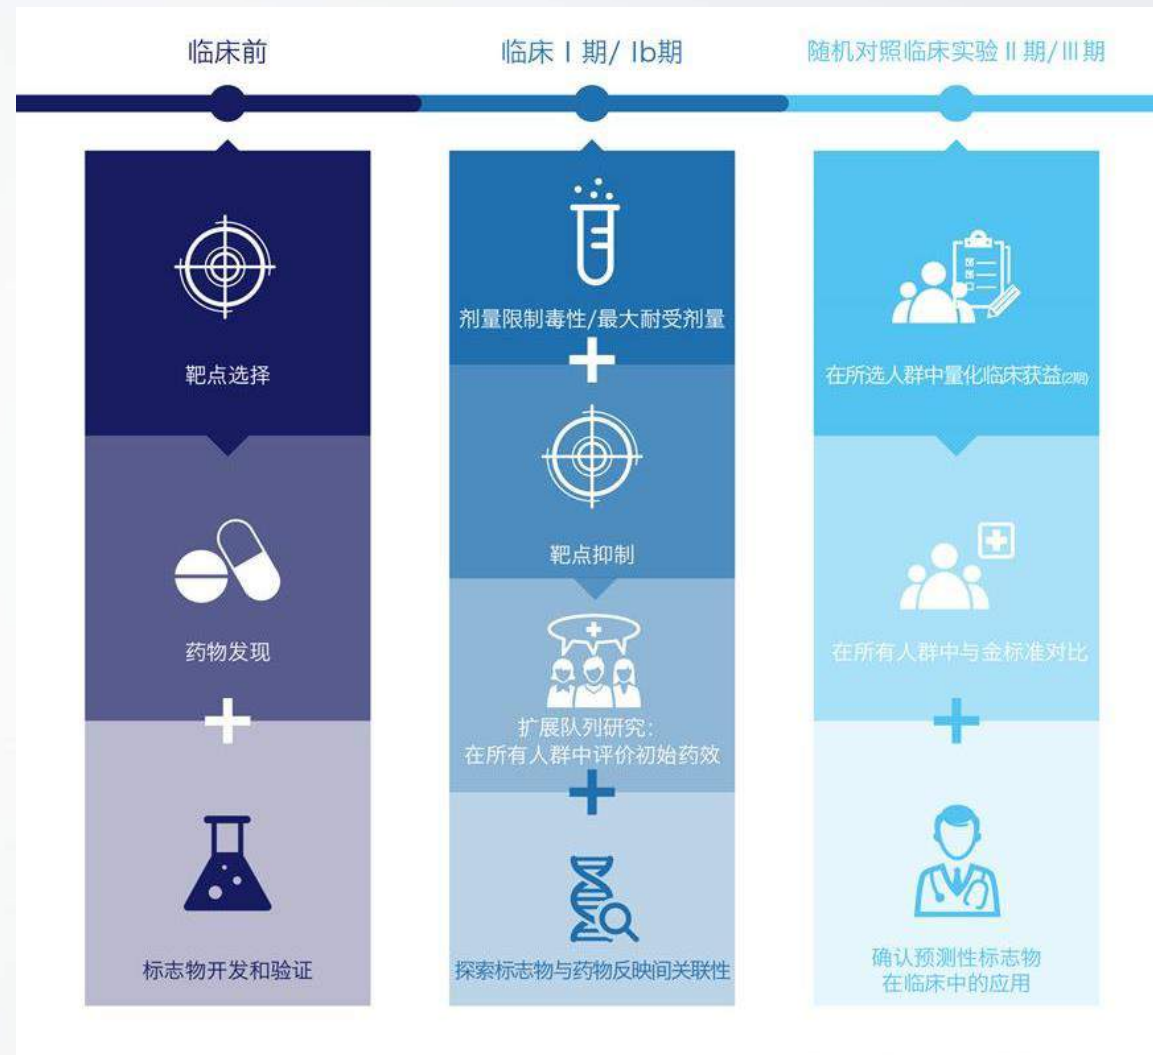 临床前
靶点选择
药物发现
标志物开发和验证
临床Ⅰ期/ Ib期
剂量限制毒性/最大耐受剂量
靶点抑制
扩展队列研究：
在所有人群中评价初始药效
探索标志物与药物反映间关联性
随机对照临床实验Ⅱ期/Ⅲ期
在所选人群中量化临床获益(2期)
在所有人群中与金标准对比
确认预测性标志物
在临床中的应用